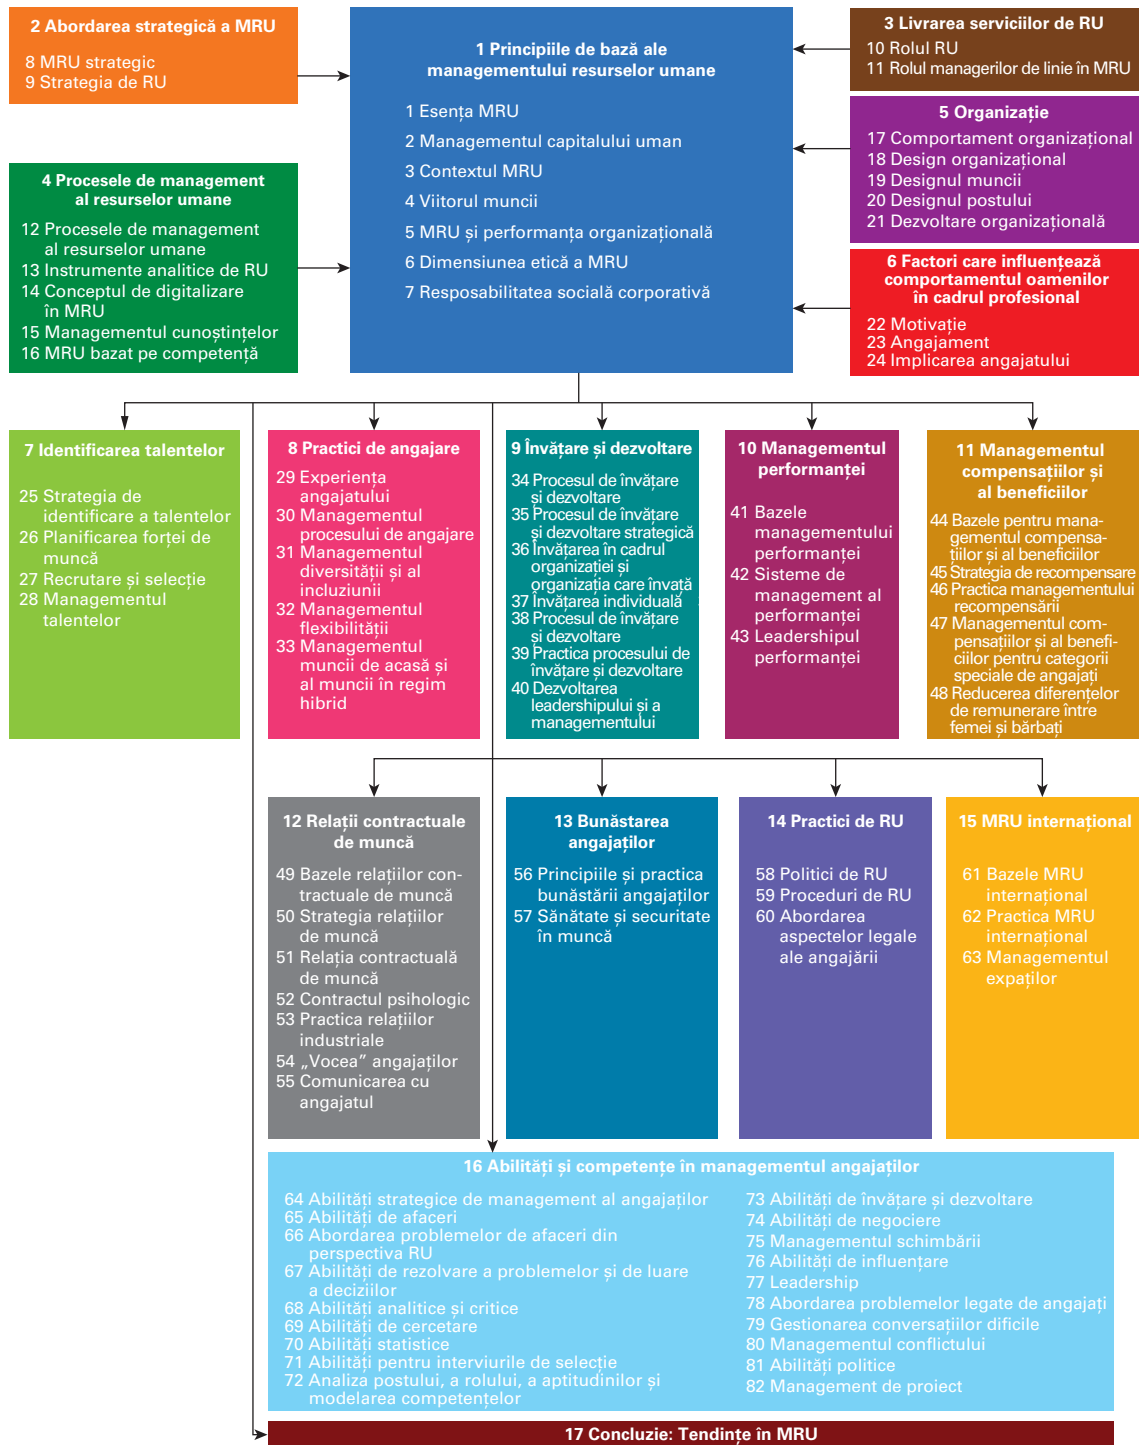 2 Abordarea strategică a MRU
8 MRU strategic
9 Strategia de RU
1 Principiile de bază ale
managementului resurselor umane
1 Esența MRU
2 Managementul capitalului uman
3 Contextul MRU
4 Viitorul muncii
5 MRU și performanța organizațională
6 Dimensiunea etică a MRU
7 Resposabilitatea socială corporativă
3 Livrarea serviciilor de RU
10 Rolul RU
11 Rolul managerilor de linie în MRU
4 Procesele de management
al resurselor umane
12 Procesele de management
al resurselor umane
13 Instrumente analitice de RU
14 Conceptul de digitalizare
în MRU
15 Managementul cunoștințelor
16 MRU bazat pe competență
5 Organizație
17 Comportament organizațional
18 Design organizațional
19 Designul muncii
20 Designul postului
21 Dezvoltare organizațională
6 Factori care influențează
comportamentul oamenilor
în cadrul profesional
22 Motivație
23 Angajament
24 Implicarea angajatului
7 Identificarea talentelor
25 Strategia de
identificare a talentelor
26 Planificarea forței de
muncă
27 Recrutare și selecție
28 Managementul
talentelor
8 Practici de angajare
29 Experiența
angajatului
30 Managementul
procesului de angajare
31 Managementul
diversității și al
incluziunii
32 Managementul
flexibilității
33 Managementul
muncii de acasă și
al muncii în regim
hibrid
9 Învățare și dezvoltare
34 Procesul de învățare
și dezvoltare
35 Procesul de învățare
și dezvoltare strategică
36 Învățarea în cadrul
organizației și
organizația care învață
37 Învățarea individuală
38 Procesul de învățare
și dezvoltare
39 Practica procesului de
învățare și dezvoltare
40 Dezvoltarea
leadershipului și a
managementului
10 Managementul
performanței
41 Bazele
managementului
performanței
42 Sisteme de
management al
performanței
43 Leadershipul
performanței
11 Managementul
compensațiilor și
al beneficiilor
44 Bazele pentru mana-
gementul compensa-
țiilor și al beneficiilor
45 Strategia de recompensare
46 Practica managementului
recompensării
47 Managementul com-
pensațiilor și al benefi-
ciilor pentru categorii
speciale de angajați
48 Reducerea diferențelor
de remunerare între
femei și bărbați
12 Relații contractuale
de muncă
49 Bazele relațiilor con-
tractuale de muncă
50 Strategia relațiilor
de muncă
51 Relația contractuală
de muncă
52 Contractul psihologic
53 Practica relațiilor
industriale
54 „Vocea” angajaților
55 Comunicarea cu
angajatul
13 Bunăstarea
angajaților
56 Principiile și practica
bunăstării angajaților
57 Sănătate și securitate
în muncă
14 Practici de RU
58 Politici de RU
59 Proceduri de RU
60 Abordarea
aspectelor legale
ale angajării
15 MRU internațional
61 Bazele MRU
internațional
62 Practica MRU
internațional
63 Managementul
expaților
16 Abilități și competențe în managementul angajaților
64 Abilități strategice de management al angajaților
65 Abilități de afaceri
66 Abordarea problemelor de afaceri din
perspectiva RU
67 Abilități de rezolvare a problemelor și de luare
a deciziilor
68 Abilități analitice și critice
69 Abilități de cercetare
70 Abilități statistice
71 Abilități pentru interviurile de selecție
72 Analiza postului, a rolului, a aptitudinilor și
modelarea competențelor
73 Abilități de învățare și dezvoltare
74 Abilități de negociere
75 Managementul schimbării
76 Abilități de influențare
77 Leadership
78 Abordarea problemelor legate de angajați
79 Gestionarea conversațiilor dificile
80 Managementul conflictului
81 Abilități politice
82 Management de proiect
17 Concluzie: Tendințe în MRU